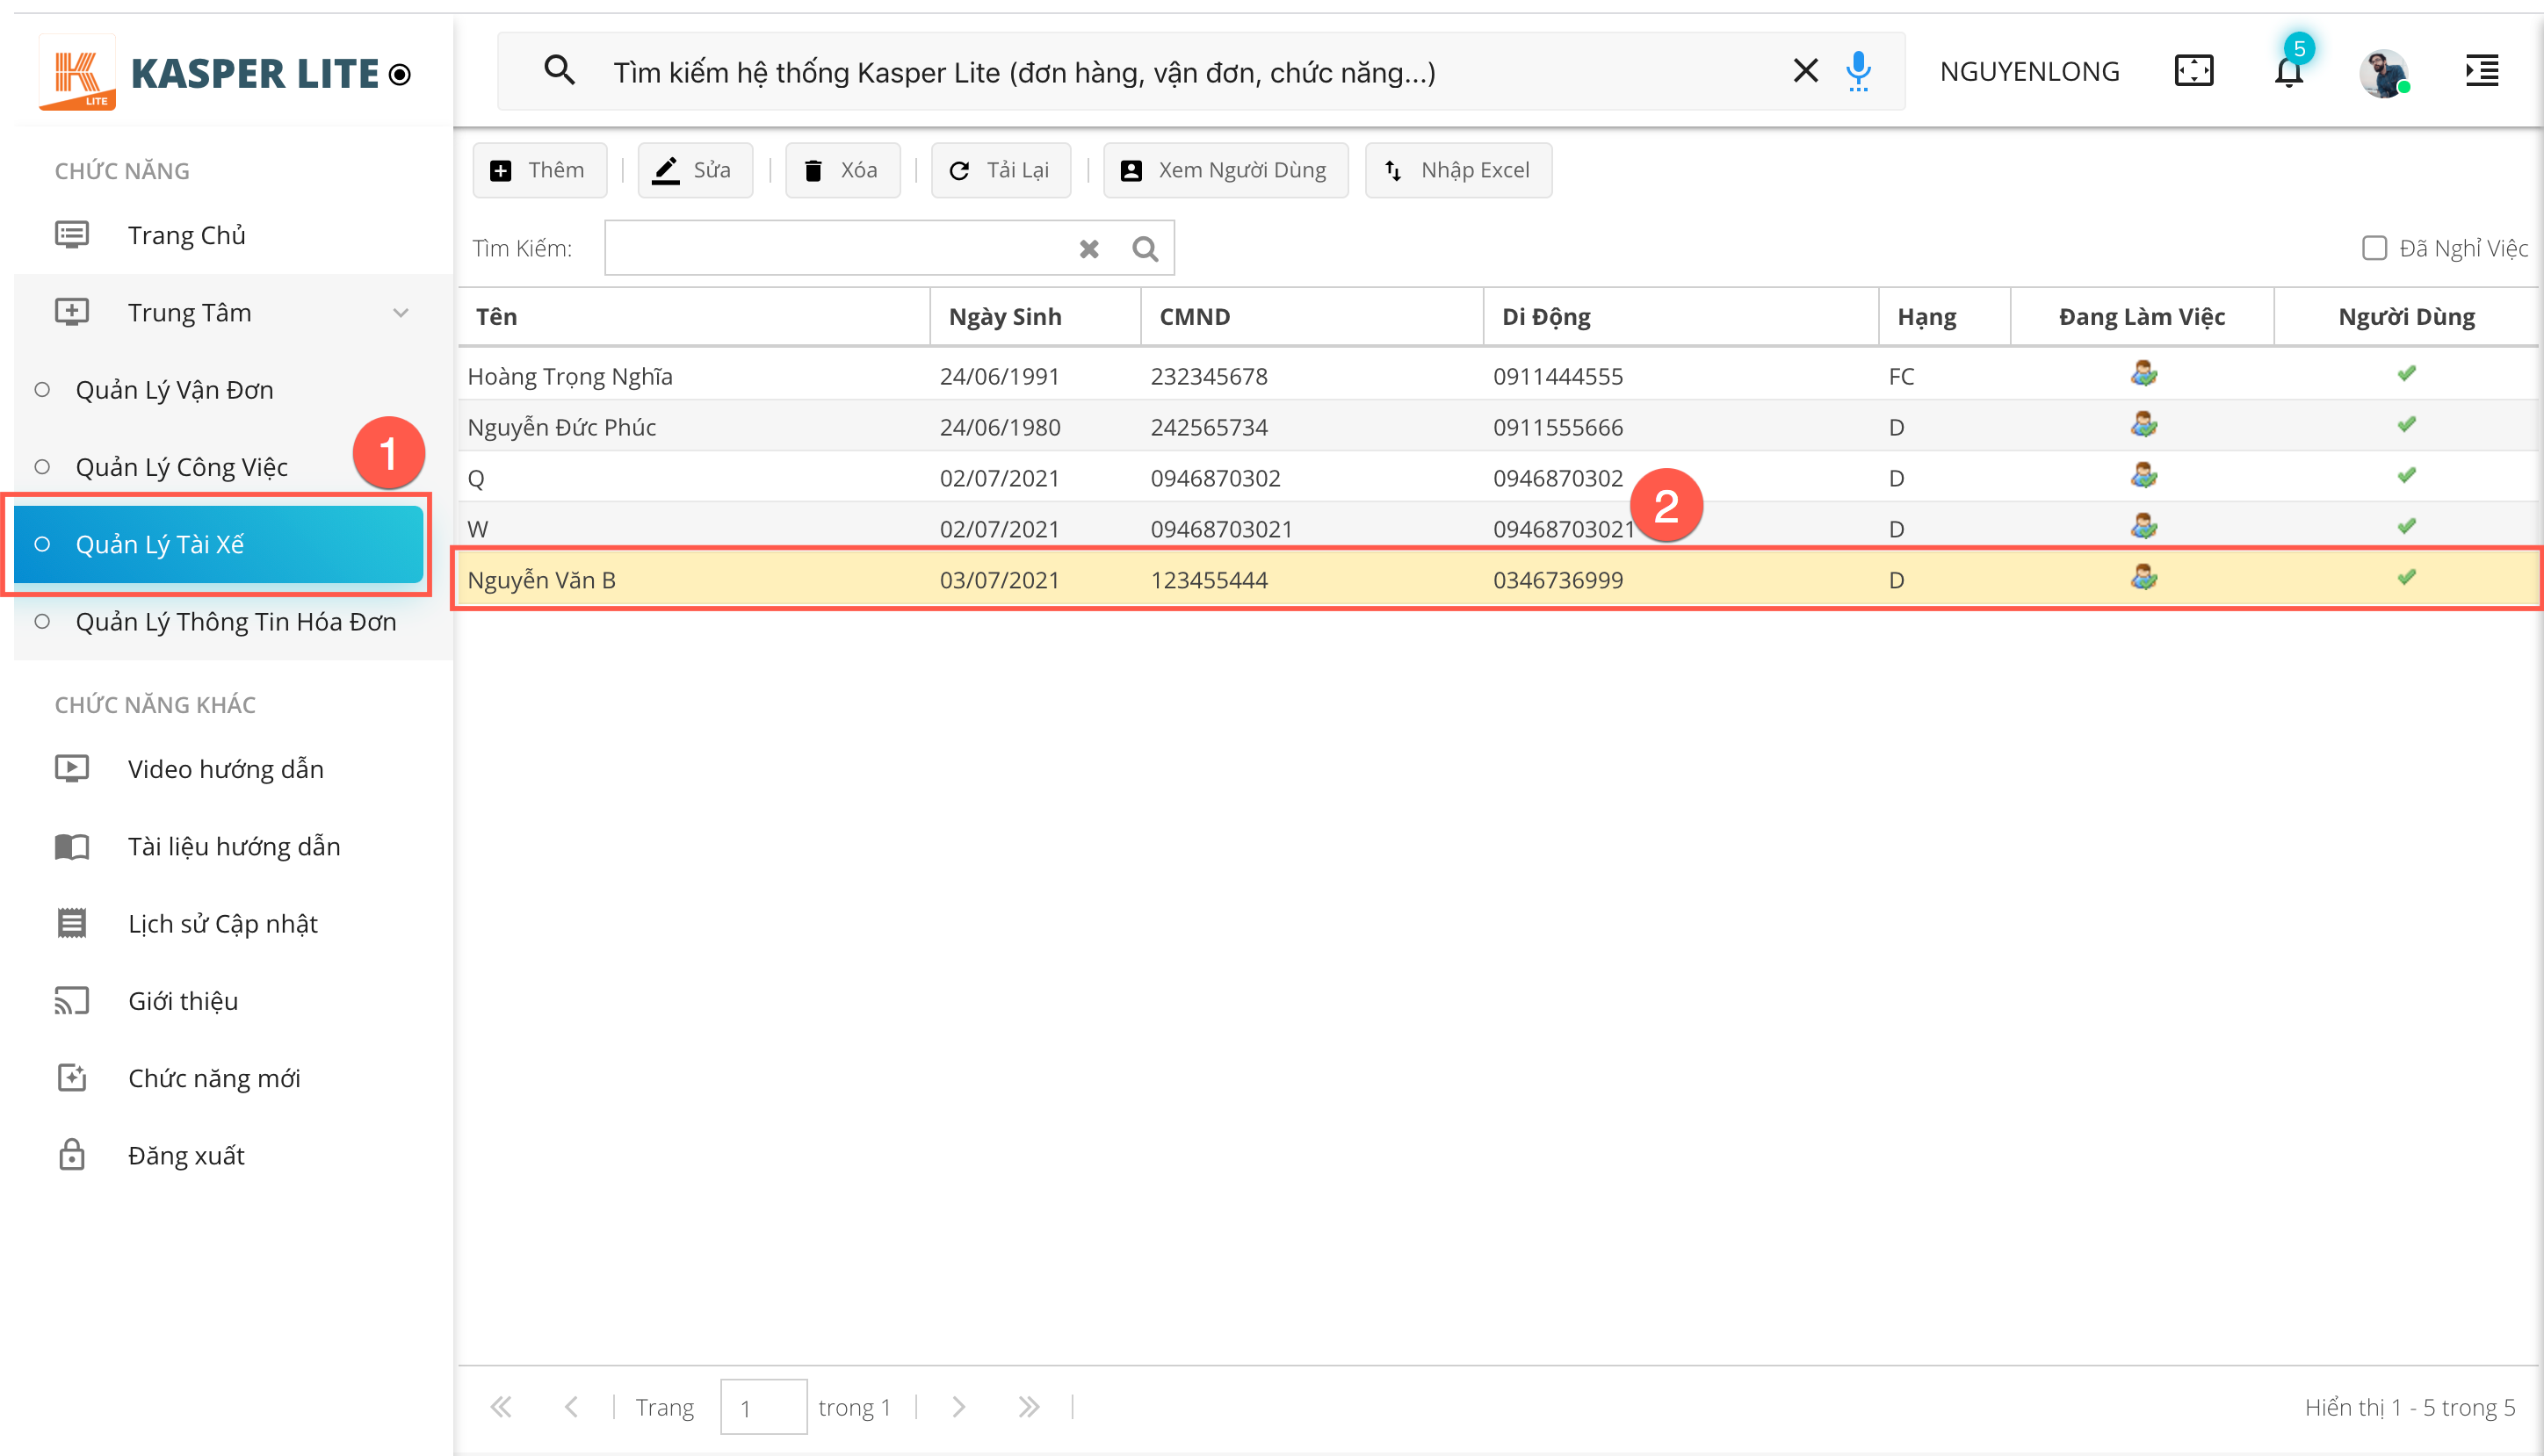 LITE
KASPER LITE
Tìm kiếm hệ thống Kasper Lite (đơn hàng, vận đơn, chức năng...)
NGUYENLONG
5
CHỨC NĂNG
Trang Chủ
Trung Tâm
Quản Lý Vận Đơn
Quản Lý Công Việc
1
Quản Lý Tài Xế
Quản Lý Thông Tin Hóa Đơn
CHỨC NĂNG KHÁC
Video hướng dẫn
Tài liệu hướng dẫn
Lịch sử Cập nhật
Giới thiệu
Chức năng mới
Đăng xuất
Thêm Sửa Xóa Tải Lại Xem Người Dùng Nhập Excel
Tìm Kiếm: Đã Nghỉ Việc
Tên Ngày Sinh CMND Di Động Hạng Đang Làm Việc Người Dùng
Hoàng Trọng Nghĩa 24/06/1991 232345678 0911444555 FC
Nguyễn Đức Phúc 24/06/1980 242565734 0911555666 D
Q 02/07/2021 0946870302 0946870302 D
2
W 02/07/2021 09468703021 09468703021 D
Nguyễn Văn B 03/07/2021 123455444 0346736999 D
Trang 1 trong 1 Hiển thị 1 - 5 trong 5